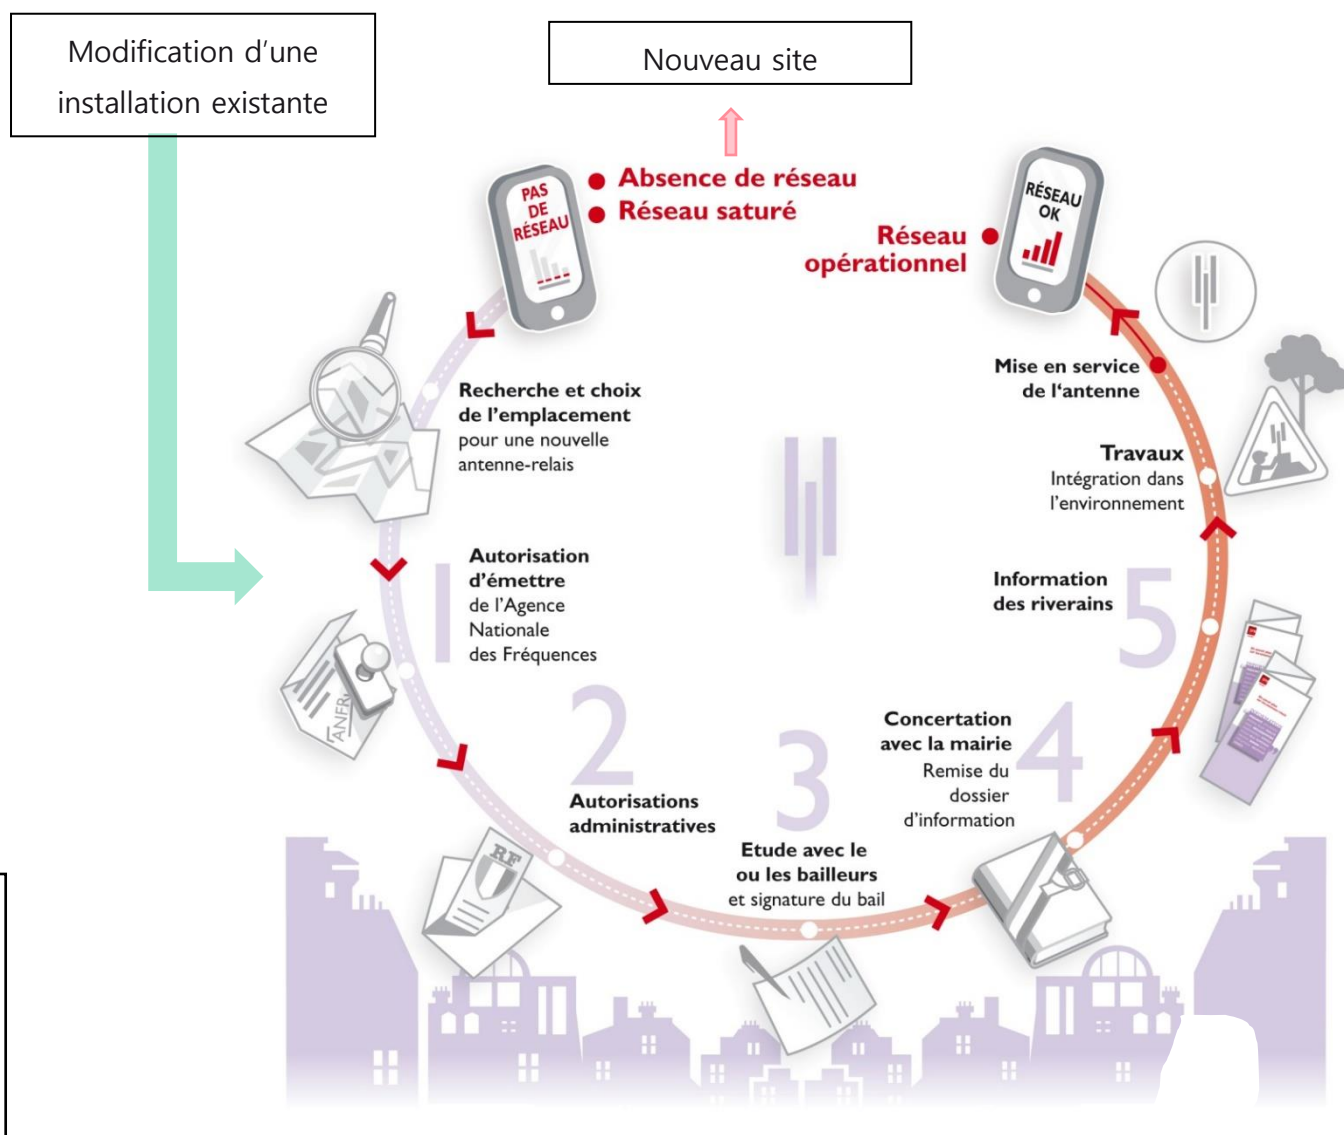 Modification d’une
installation existante
Nouveau site
PAS
DE
RÉSEAU
Absence de réseau
Réseau saturé
Réseau
opérationnel
RÉSEAU
OK
Recherche et choix
de l’emplacement
pour une nouvelle
antenne-relais
1
Autorisation
d’émettre
de l’Agence
Nationale
des Fréquences
ANFR
2
Autorisations
administratives
RF
3
Etude avec le
ou les bailleurs
et signature du bail
4
Concertation
avec la mairie
Remise du
dossier
d’information
5
Information
des riverains
Travaux
Intégration dans
l’environnement
Mise en service
de l‘antenne